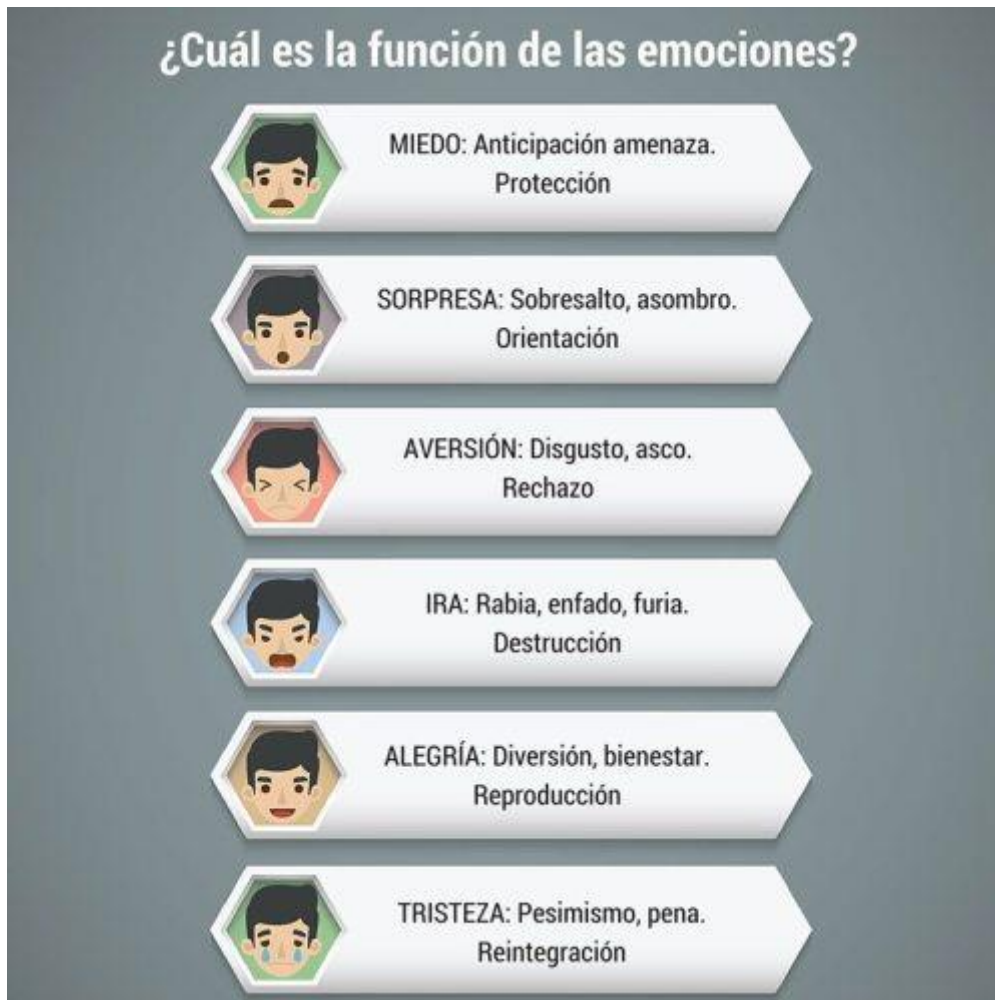 ¿Cuál es la función de las emociones?
MIEDO: Anticipación amenaza.
Protección
SORPRESA: Sobresalto, asombro.
Orientación
AVERSIÓN: Disgusto, asco.
Rechazo
IRA: Rabia, enfado, furia.
Destrucción
ALEGRÍA: Diversión, bienestar.
Reproducción
TRISTEZA: Pesimismo, pena.
Reintegración